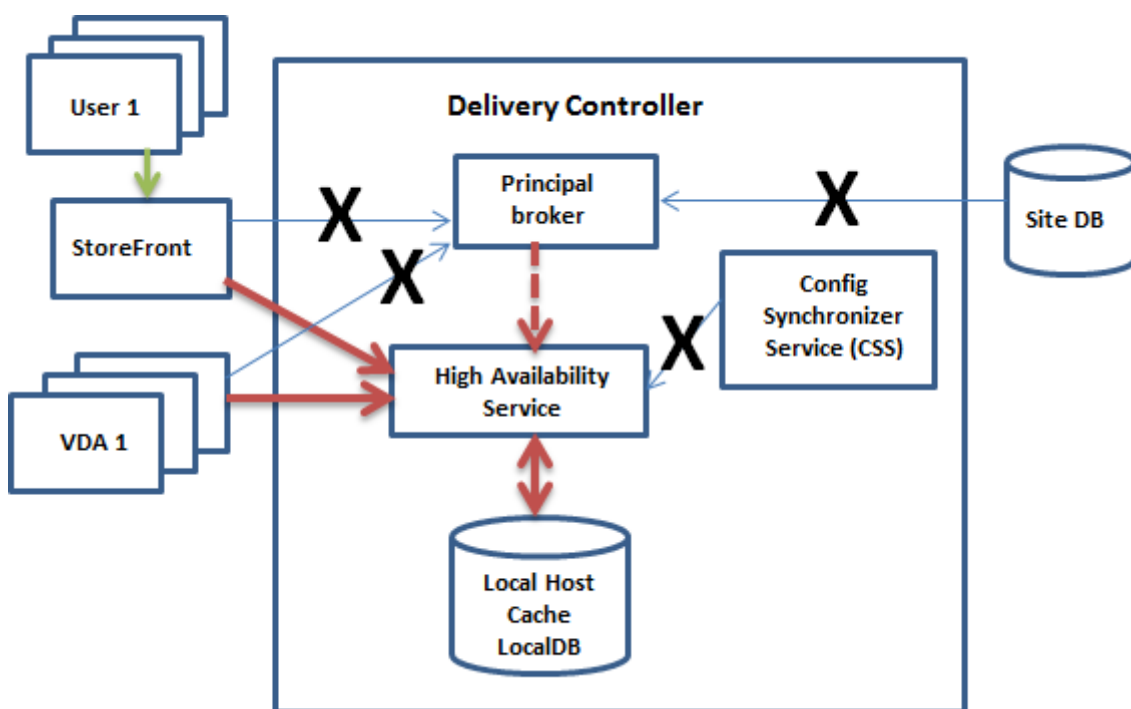 User 1
Delivery Controller
Principal
broker
X
X
X
Site DB
StoreFront
Config
Synchronizer
Service (CSS)
X
High Availability
Service
VDA 1
Local Host
Cache
LocalDB